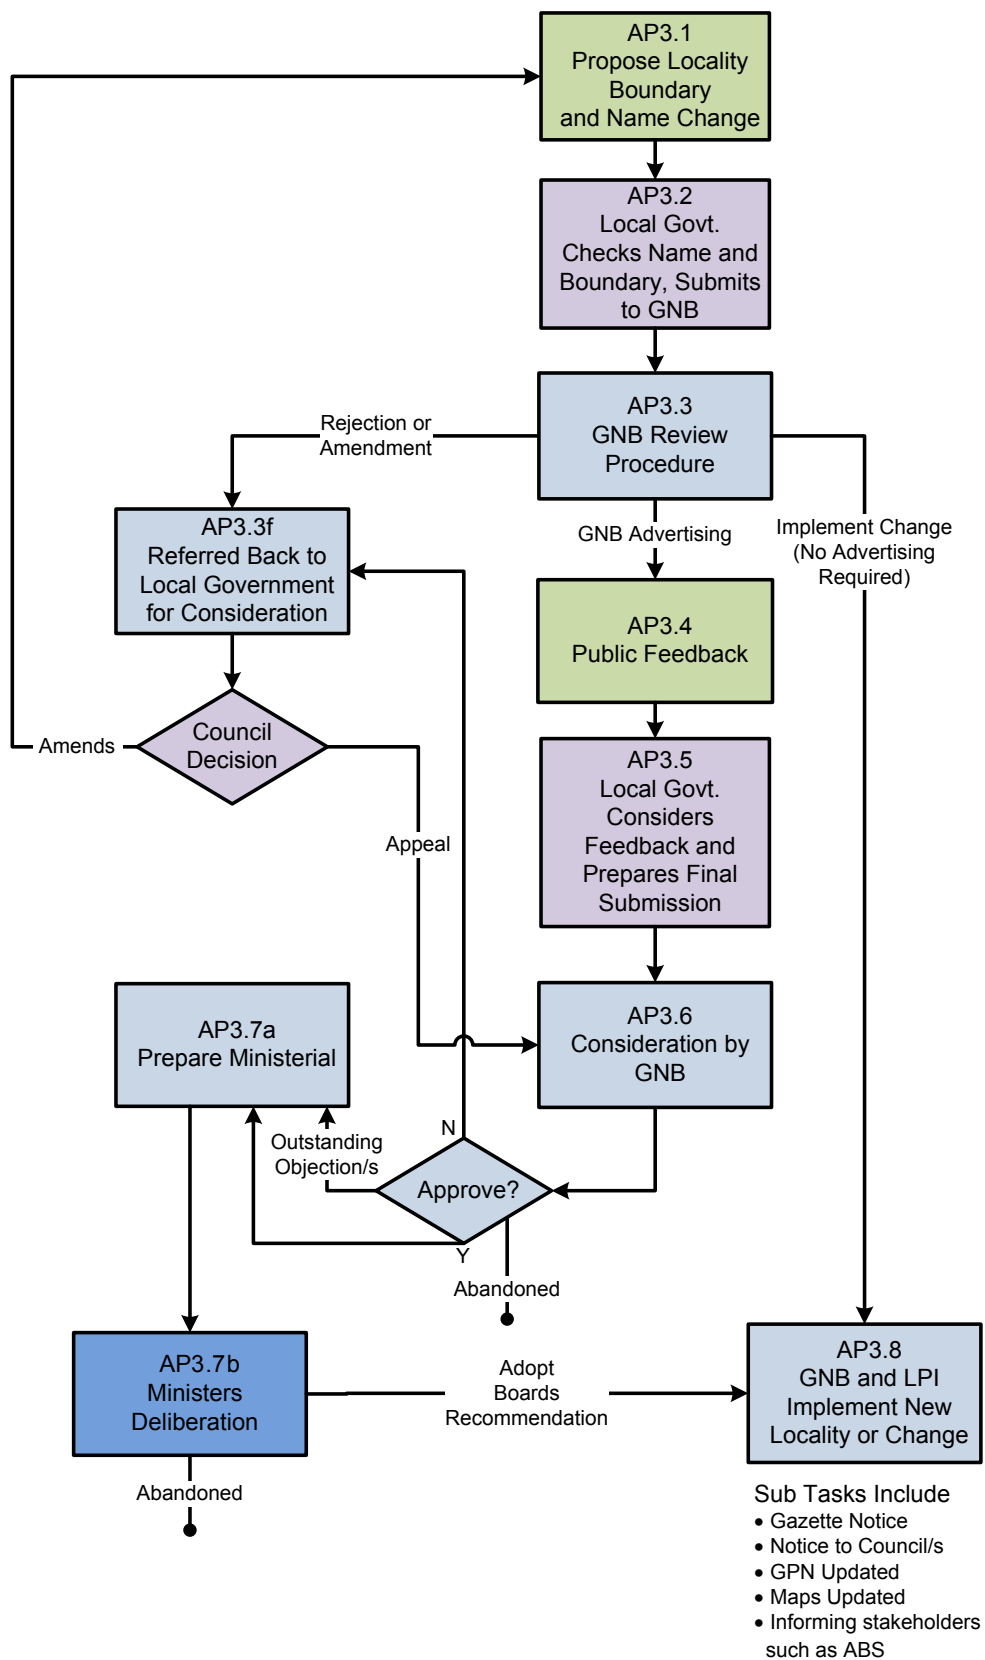 AP3.1
Propose Locality
Boundary
and Name Change
AP3.2
Local Govt.
Checks Name and
Boundary, Submits
to GNB
AP3.3
GNB Review
Procedure
Rejection or
Amendment
GNB Advertising
Implement Change
(No Advertising
Required)
AP3.3f
Referred Back to
Local Government
for Consideration
AP3.4
Public Feedback
Council
Decision
Amends
Appeal
AP3.5
Local Govt.
Considers
Feedback and
Prepares Final
Submission
AP3.6
Consideration by
GNB
AP3.7a
Prepare Ministerial
N
Outstanding
Objection/s
Approve?
Y
Abandoned
AP3.7b
Ministers
Deliberation
Adopt
Boards
Recommendation
AP3.8
GNB and LPI
Implement New
Locality or Change
Abandoned
Sub Tasks Include
• Gazette Notice
• Notice to Council/s
• GPN Updated
• Maps Updated
• Informing stakeholders
such as ABS